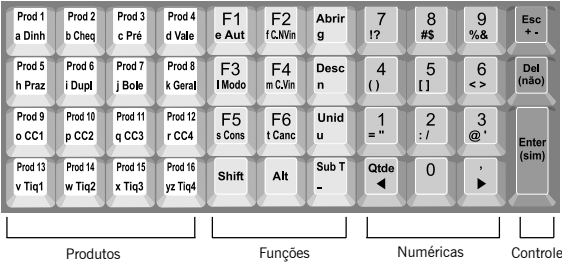 Prod 1 Prod 2 Prod 3 Prod 4 F1 F2 Abrir 7 8 9 Esc
a Dinh b Cheq c Pré d Vale e Aut f C.NVin g !? #$ %& + -
Prod 5 Prod 6 Prod 7 Prod 8 F3 F4 Desc 4 5 6 Del
h Praz i Dupl j Bole k Geral l Modo m C.Vin n ( ) [ ] < > (não)
Prod 9 Prod 10 Prod 11 Prod 12 F5 F6 Unid 1 2 3 Enter
o CC1 p CC2 q CC3 r CC4 s Cons t Canc u = " : / @ ' (sim)
Prod 13 Prod 14 Prod 15 Prod 16 Shift Alt Sub T Qtde 0 ,
v Tiq1 w Tiq2 x Tiq3 yz Tiq4 _ ◀ ▶
Produtos Funções Numéricas Controle